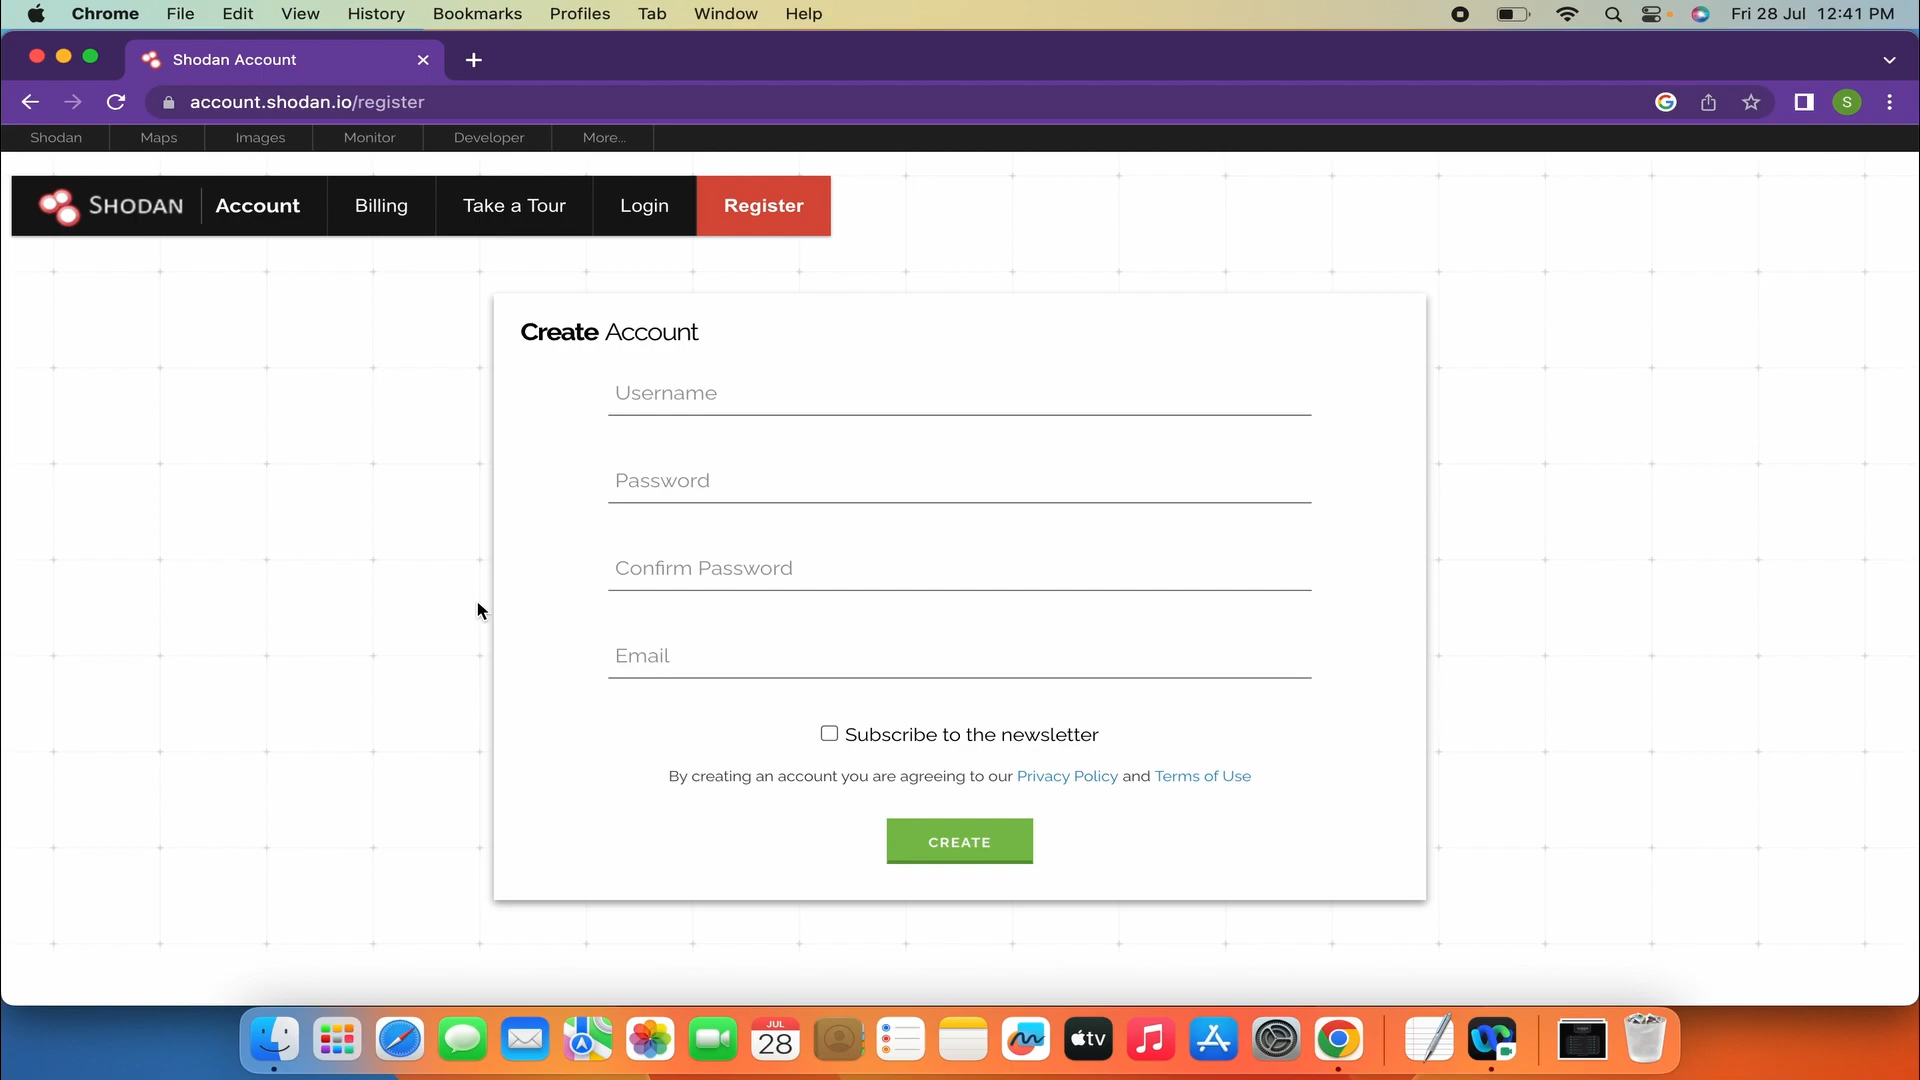 Chrome File Edit View History Bookmarks Profiles Tab Window Help Fri 28 Jul 12:41 PM
Shodan Account
account.shodan.io/register S
Shodan Maps Images Monitor Developer More...
SHODAN Account Billing Take a Tour Login Register
Create Account
Username
Password
Confirm Password
Email
Subscribe to the newsletter
By creating an account you are agreeing to our Privacy Policy and Terms of Use
CREATE
JUL
28
tv